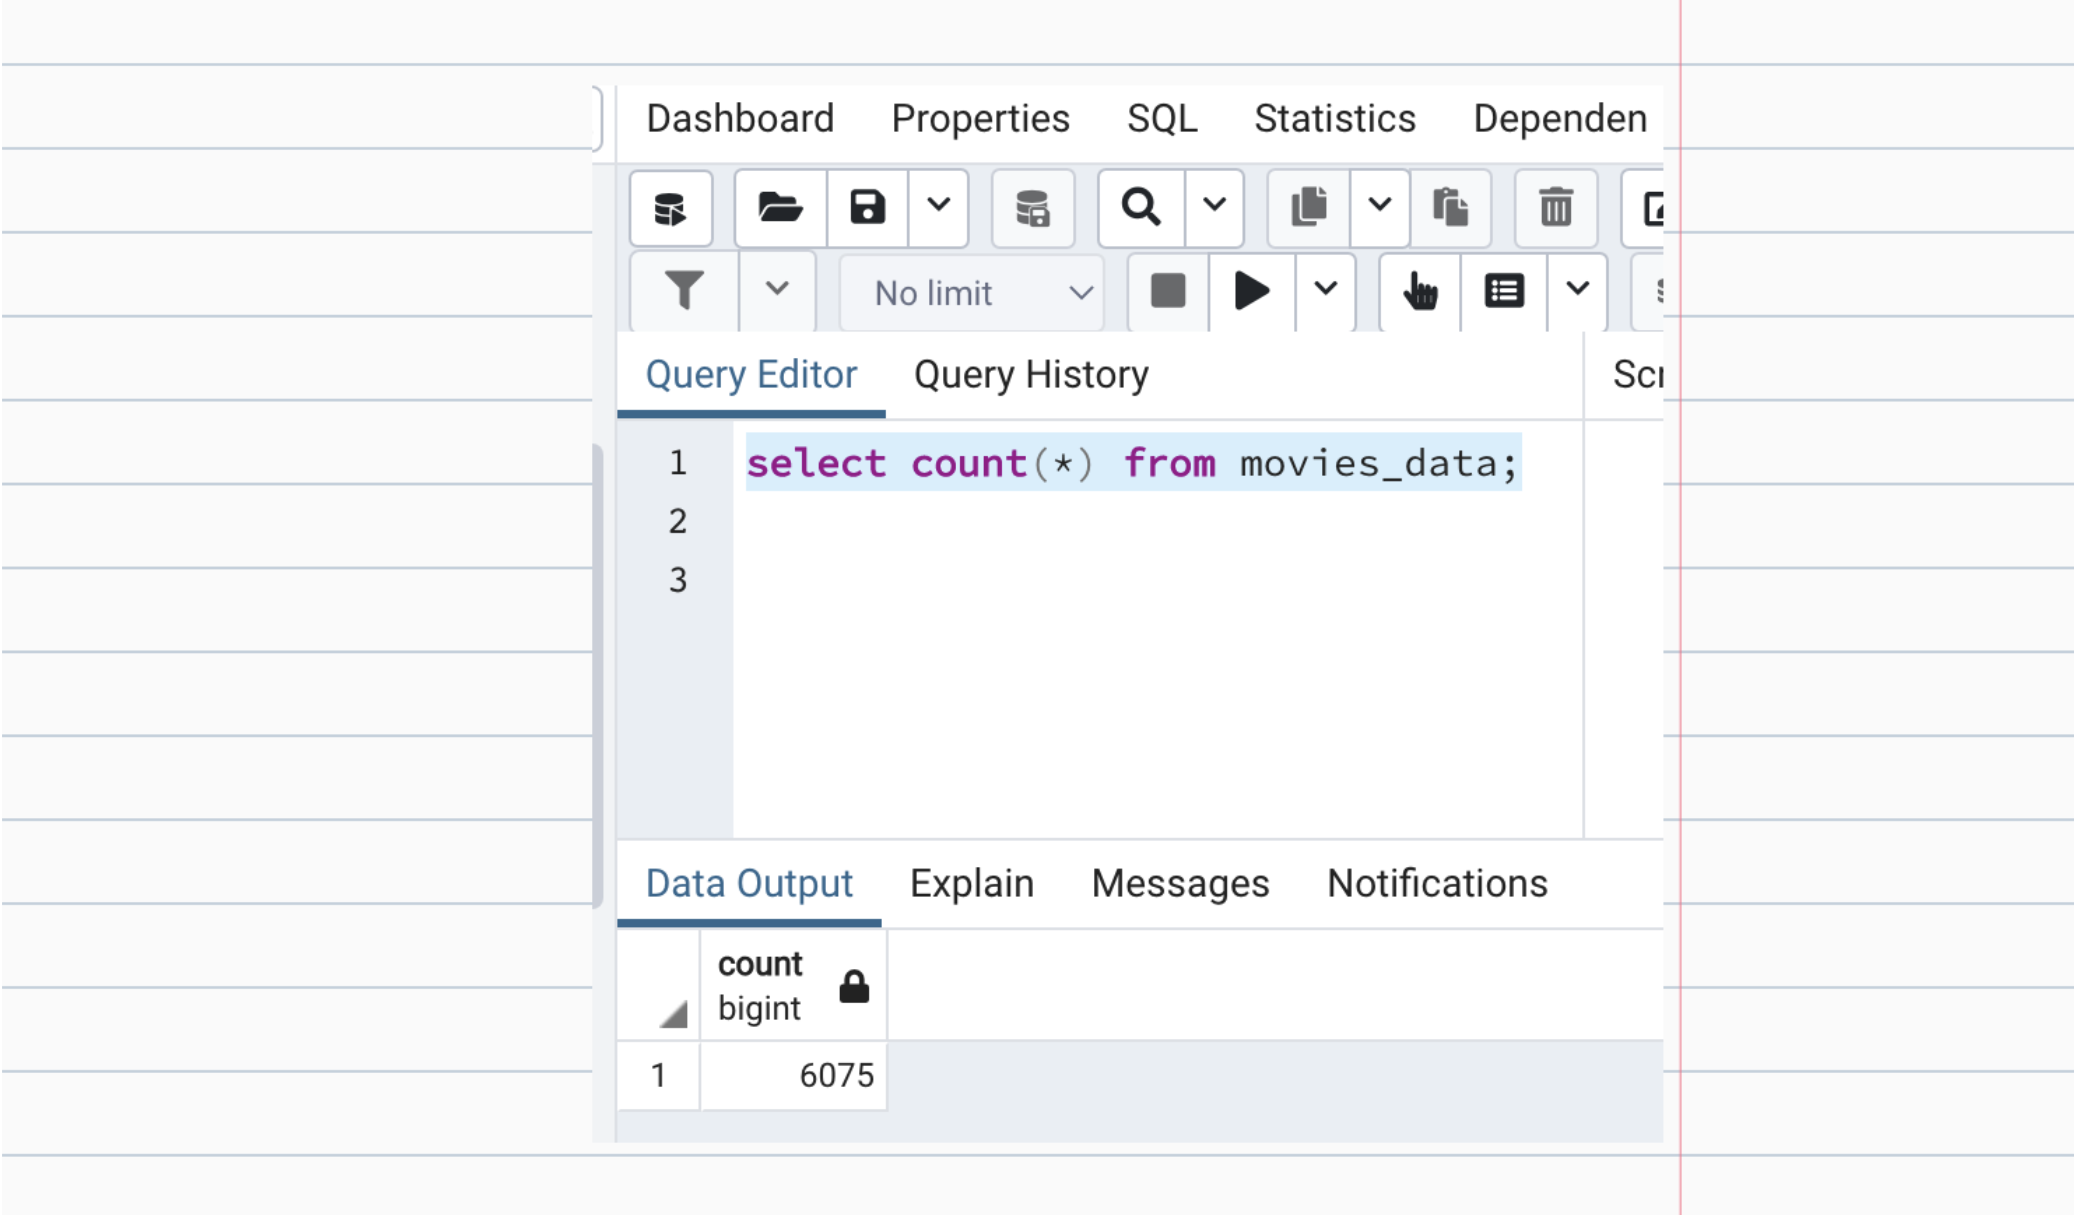 Dashboard Properties SQL Statistics Dependen
No limit
Query Editor Query History Scr
1 select count(*) from movies_data;
2
3
Data Output Explain Messages Notifications
count
bigint
1 6075